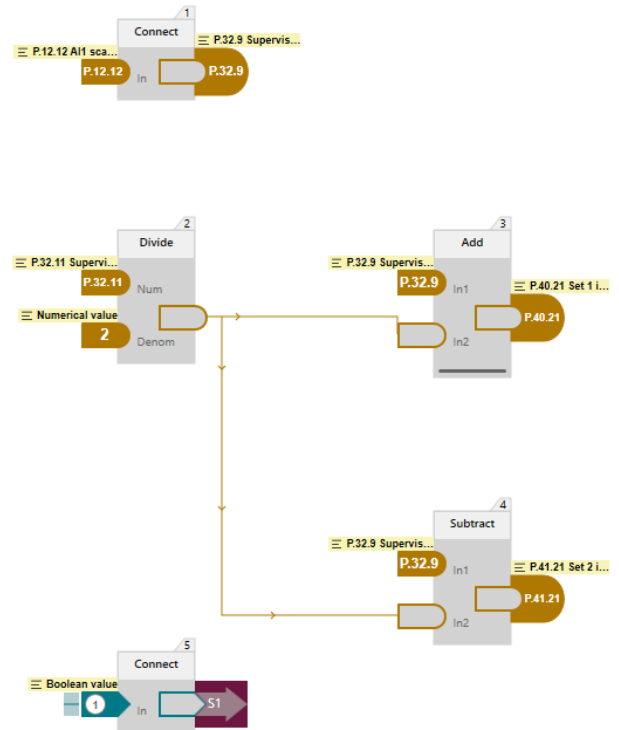 1
Connect
P.32.9 Supervis...
P.12.12 AI1 sca...
P.12.12
In
P.32.9
2
Divide
P.32.11 Supervi...
P.32.11
Num
Numerical value
2
Denom
3
Add
P.32.9 Supervis...
P.32.9
In1
P.40.21 Set 1 i...
P.40.21
In2
4
Subtract
P.32.9 Supervis...
P.32.9
In1
P.41.21 Set 2 i...
P.41.21
In2
5
Connect
Boolean value
1
In
S1